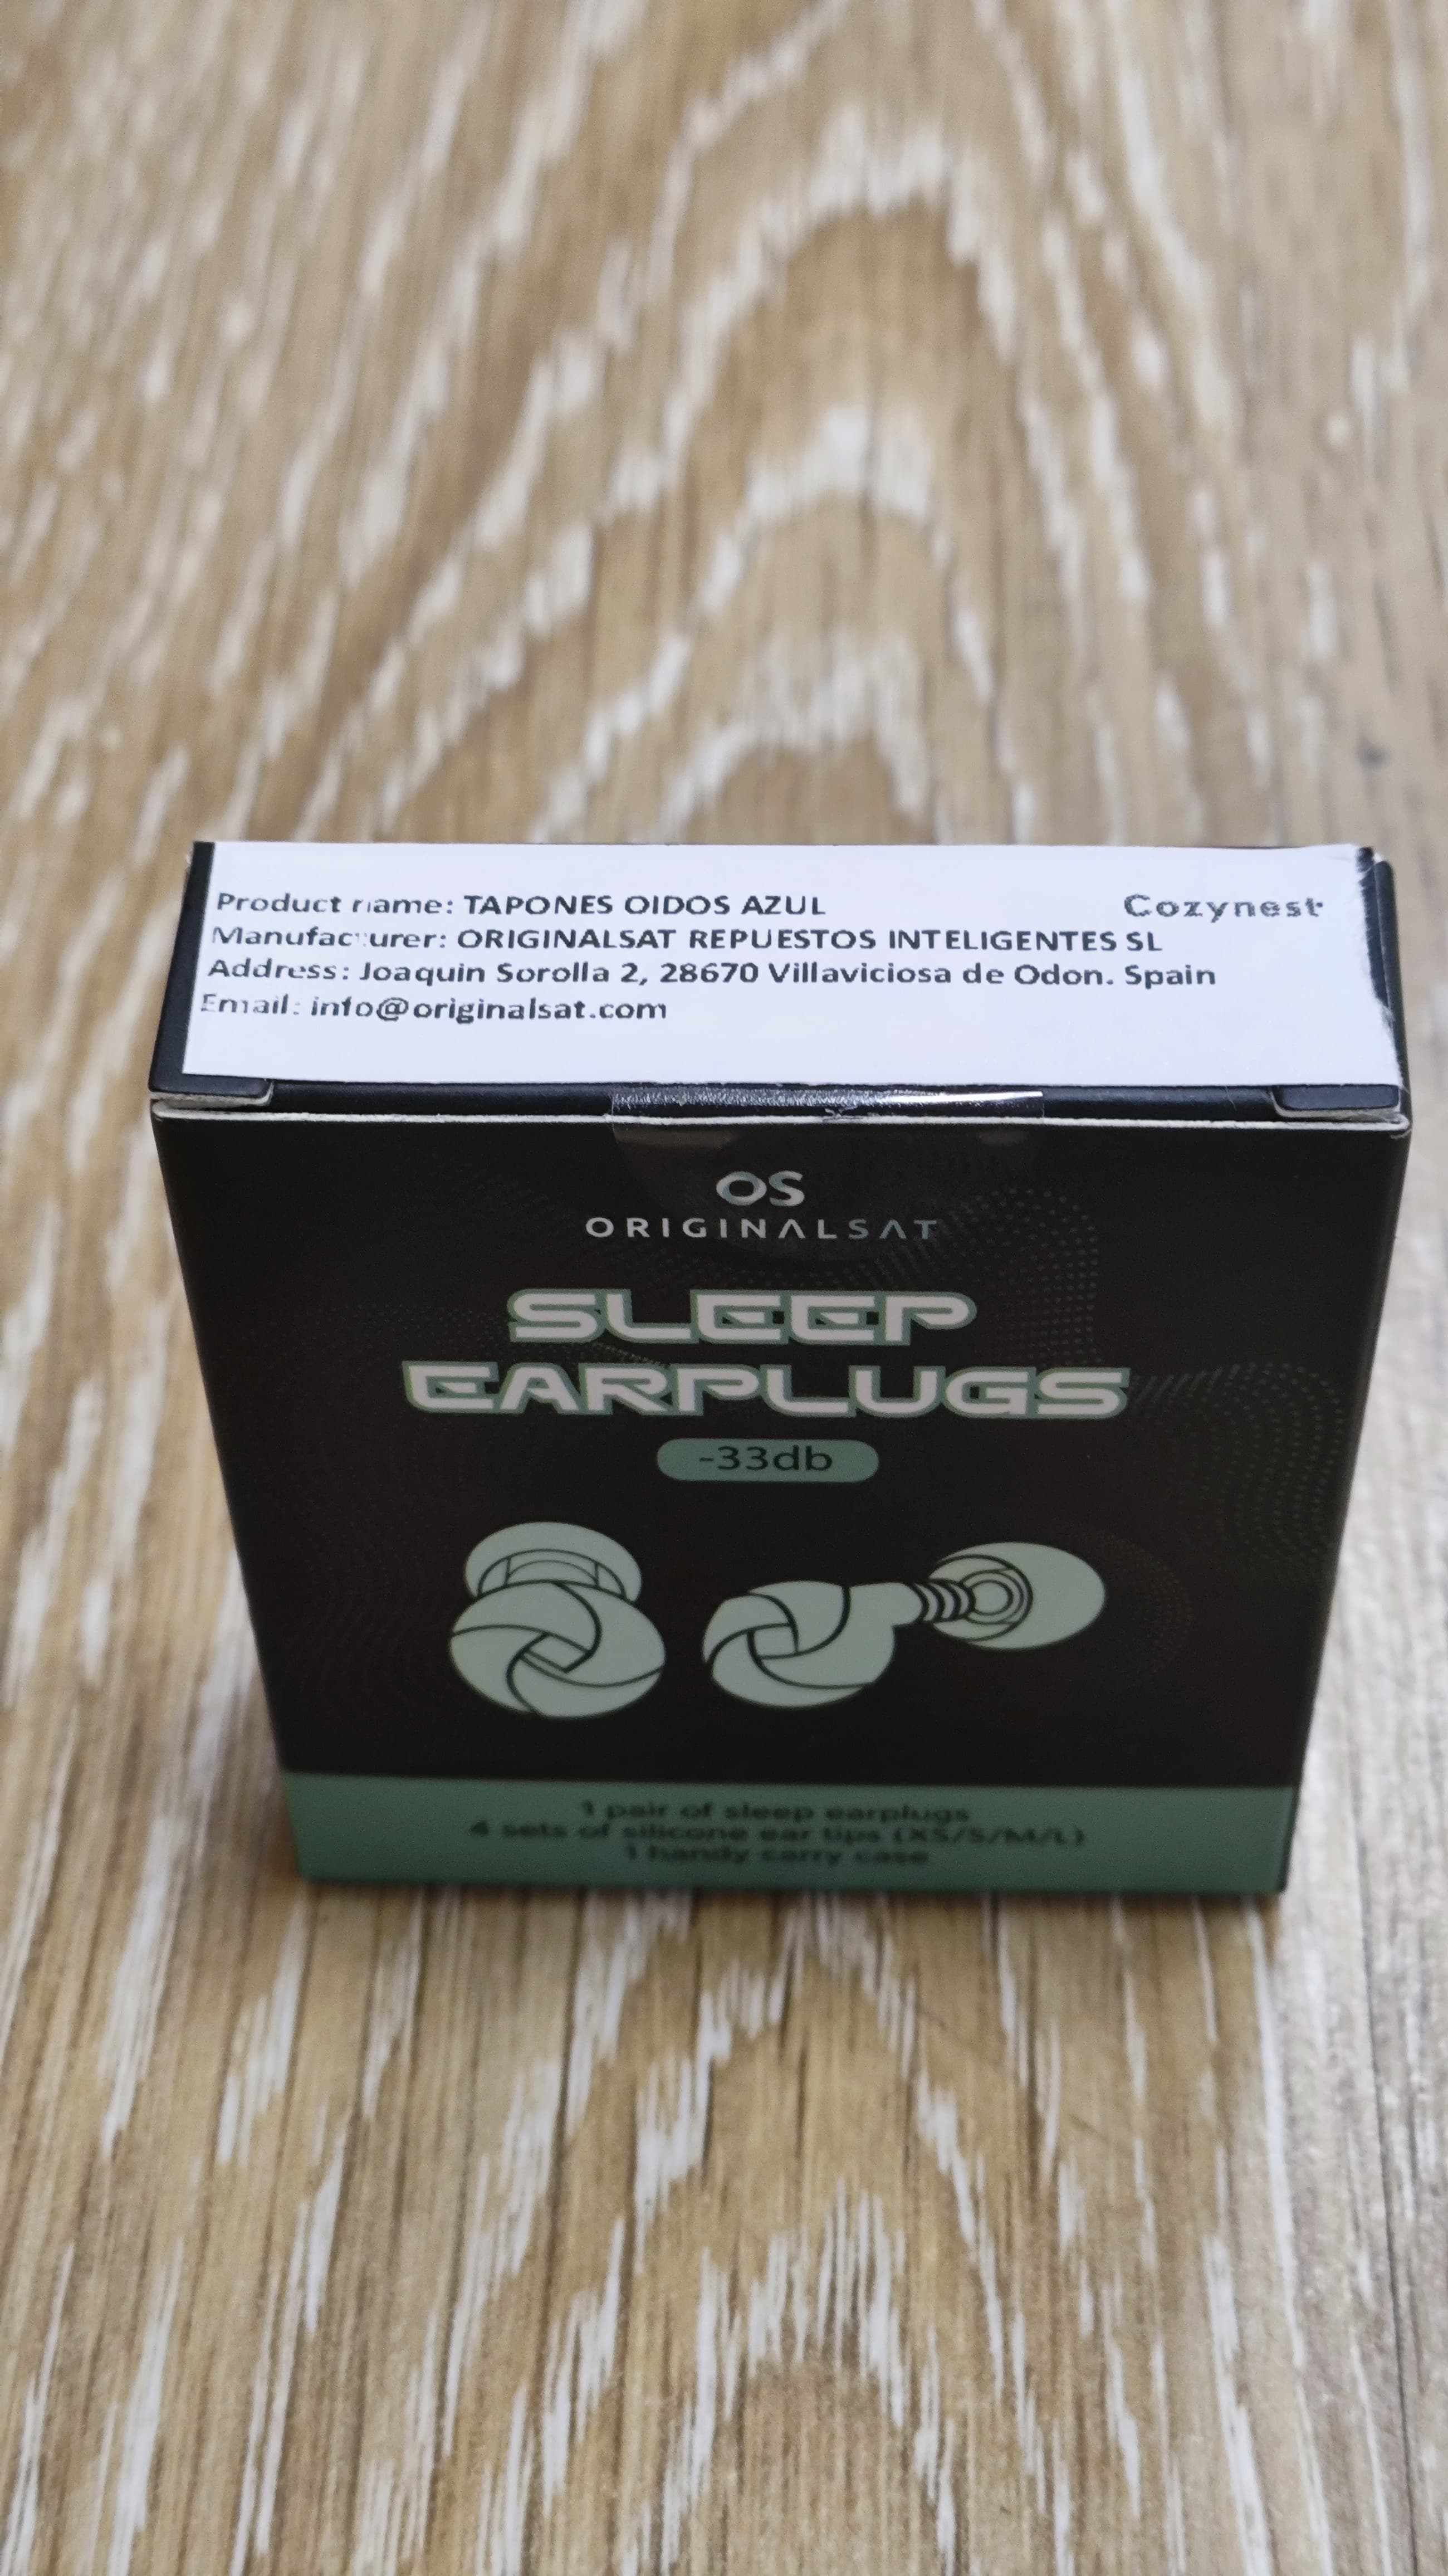 Product name: TAPONES OIDOS AZUL Cozynest
Manufacturer: ORIGINALSAT REPUESTOS INTELIGENTES SL
Address: Joaquin Sorolla 2, 28670 Villaviciosa de Odon. Spain
Email: info@originalsat.com
OS
ORIGINALSAT
SLEEP
EARPLUGS
-33db
1 pair of sleep earplugs
4 sets of silicone ear tips (XS/S/M/L)
1 handy carry case